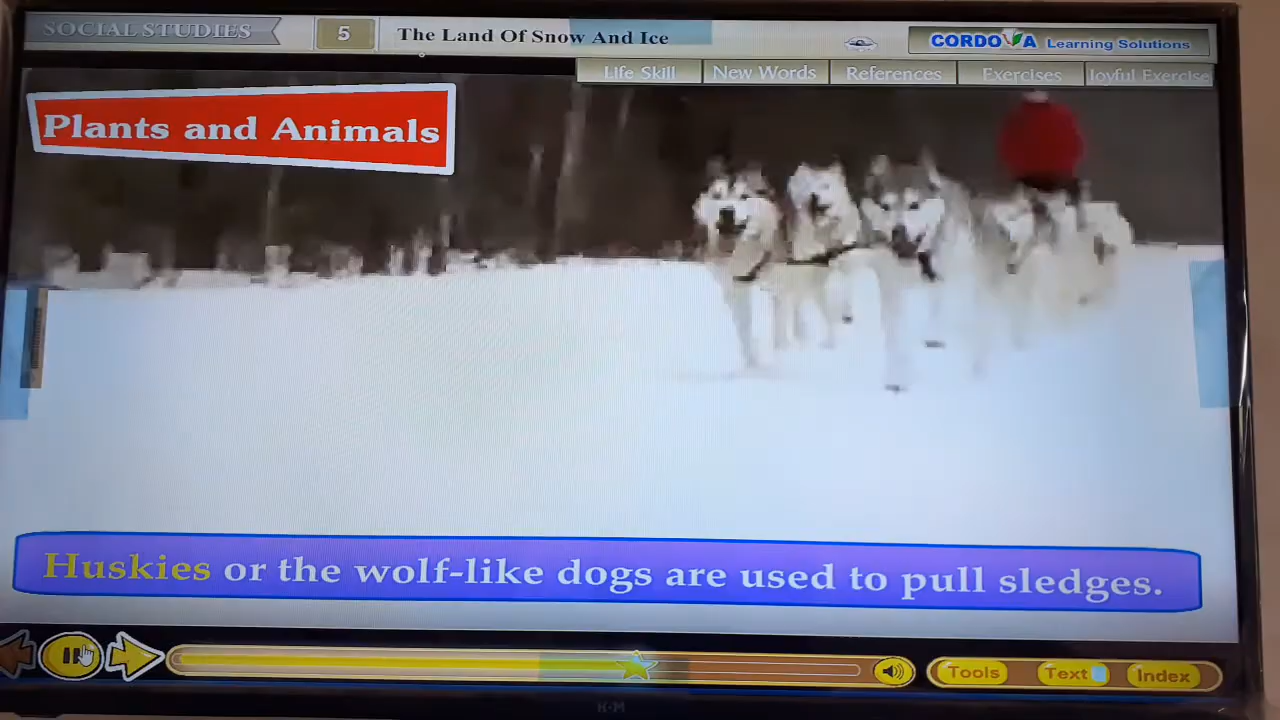 SOCIAL STUDIES
5
The Land Of Snow And Ice
CORDOVA Learning Solutions
Life Skill
New Words
References
Exercises
Joyful Exercise
Plants and Animals
Huskies or the wolf-like dogs are used to pull sledges.
Tools
Text
Index